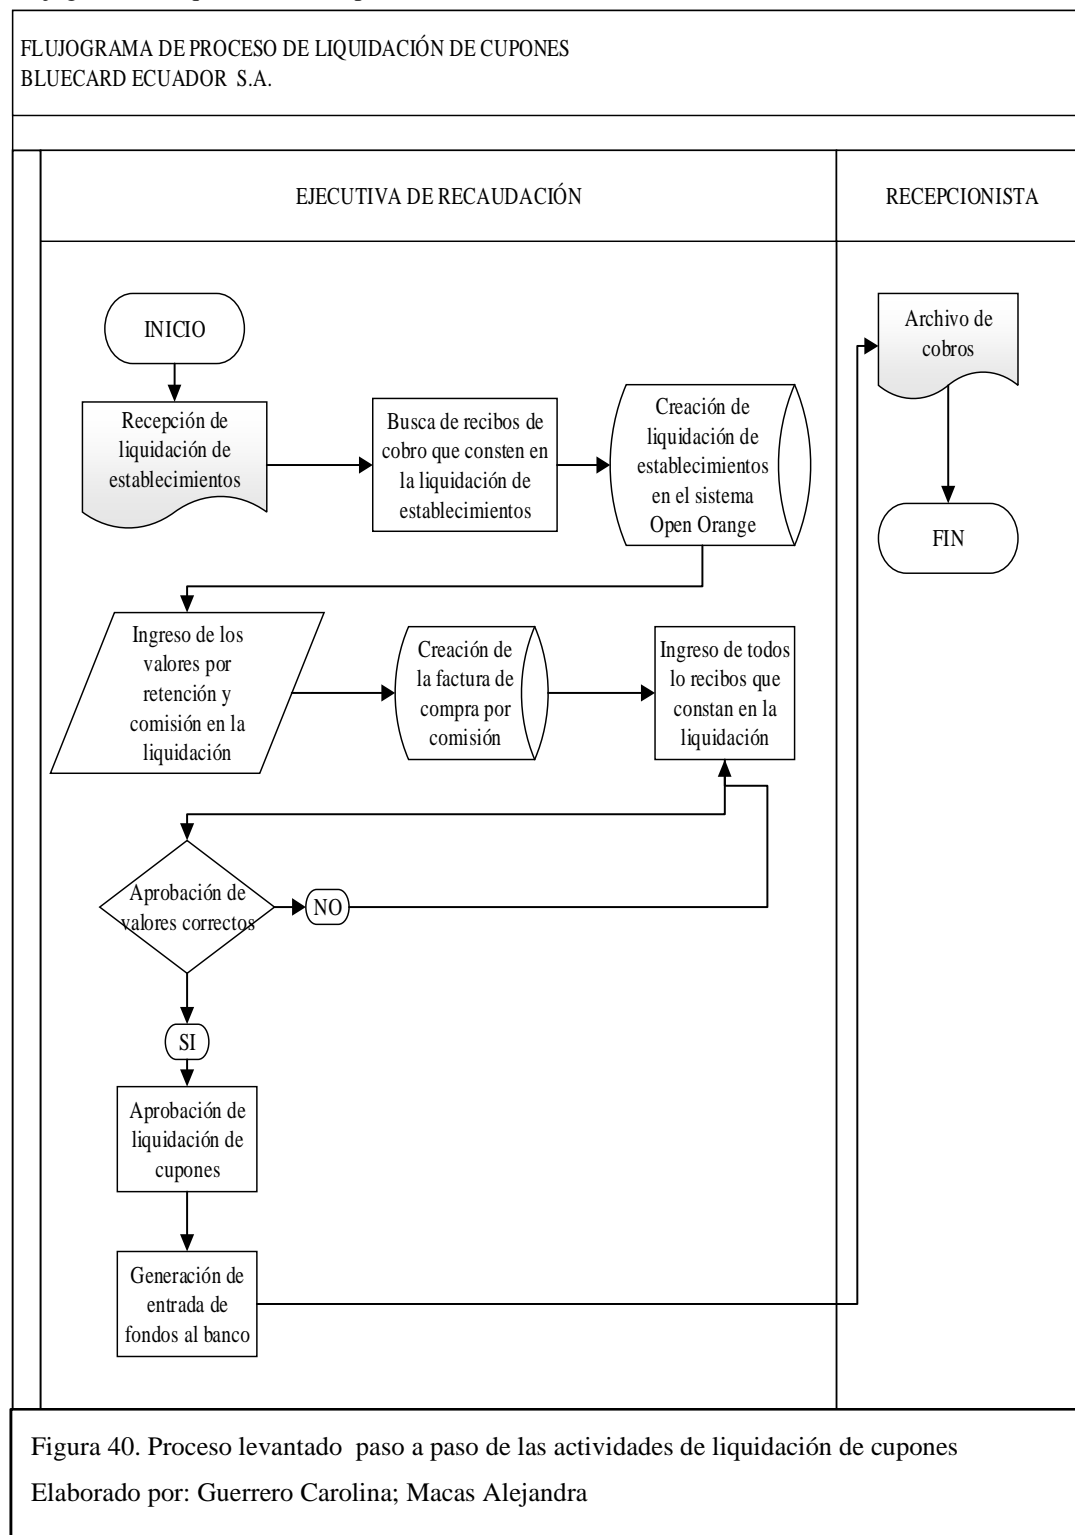 FLUJOGRAMA DE PROCESO DE LIQUIDACIÓN DE CUPONES
BLUECARD ECUADOR S.A.
EJECUTIVA DE RECAUDACIÓN
RECEPCIONISTA
INICIO
Recepción de
liquidación de
establecimientos
Busca de recibos de
cobro que consten en
la liquidación de
establecimientos
Creación de
liquidación de
establecimientos
en el sistema
Open Orange
Ingreso de los
valores por
retención y
comisión en la
liquidación
Creación de
la factura de
compra por
comisión
Ingreso de todos
lo recibos que
constan en la
liquidación
Aprobación de
valores correctos
NO
SI
Aprobación de
liquidación de
cupones
Generación de
entrada de
fondos al banco
Archivo de
cobros
FIN
Figura 40. Proceso levantado paso a paso de las actividades de liquidación de cupones
Elaborado por: Guerrero Carolina; Macas Alejandra